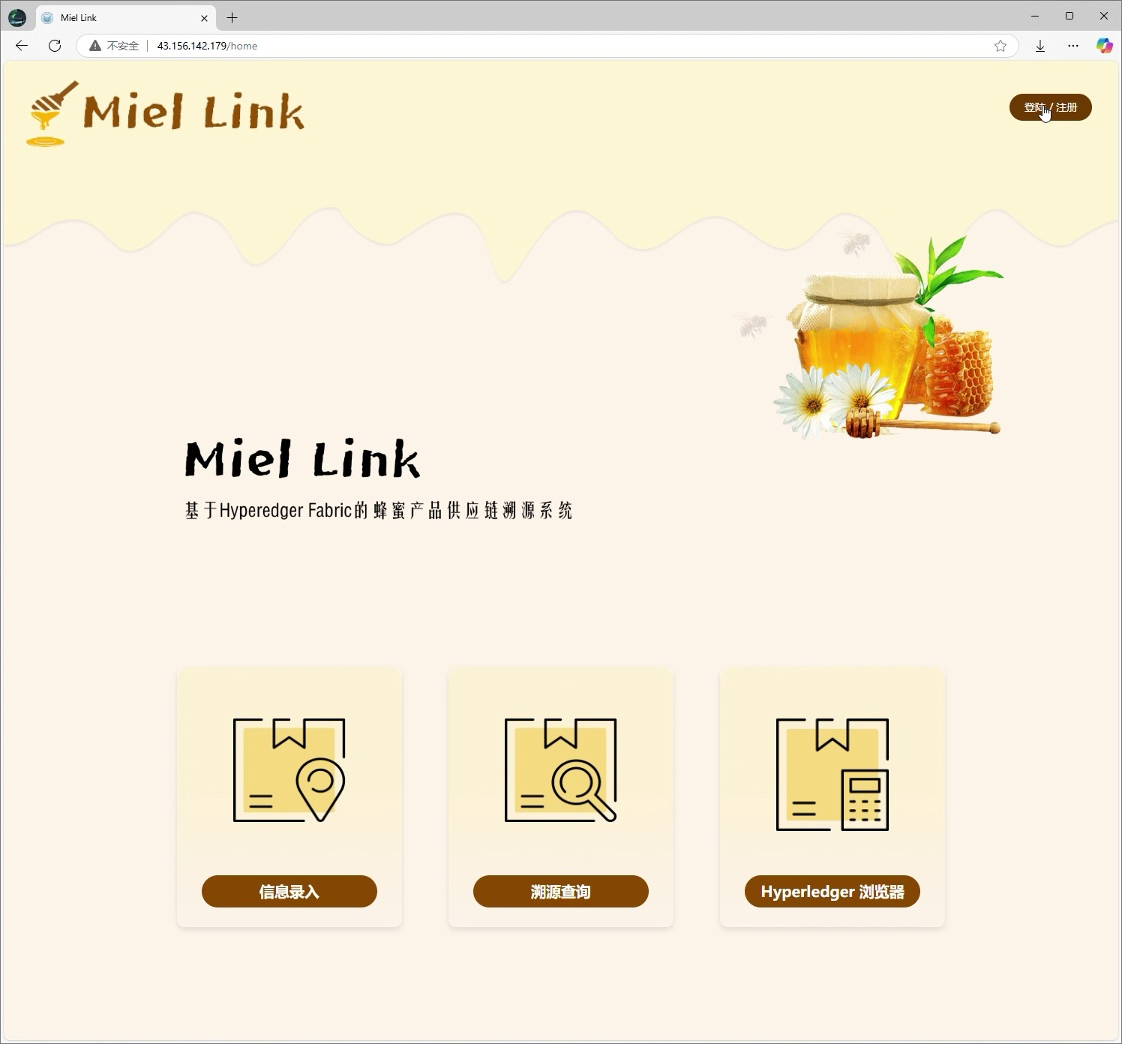 Miel Link
不安全
43.156.142.179/home
Miel Link
登陆 / 注册
Miel Link
基于Hyperedger Fabric的蜂蜜产品供应链溯源系统
信息录入
溯源查询
Hyperledger 浏览器